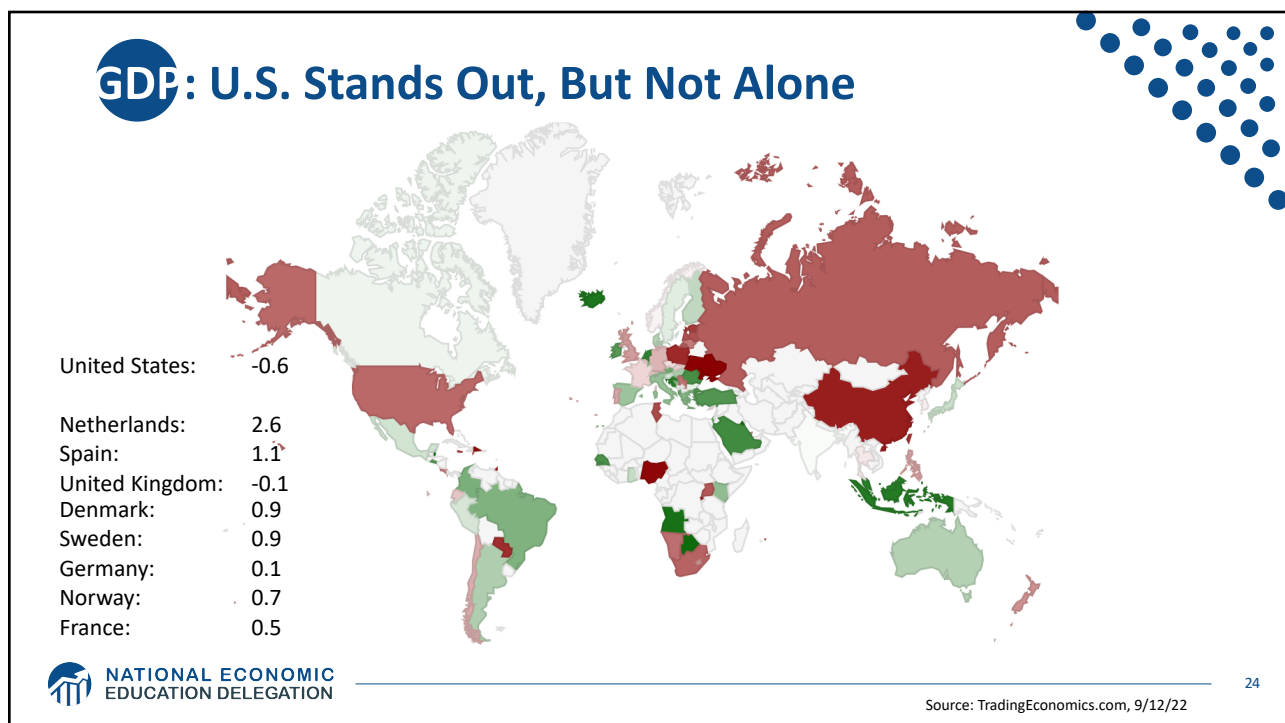 GDP: U.S. Stands Out, But Not Alone
United States: -0.6
Netherlands: 2.6
Spain: 1.1
United Kingdom: -0.1
Denmark: 0.9
Sweden: 0.9
Germany: 0.1
Norway: 0.7
France: 0.5
NATIONAL ECONOMIC
EDUCATION DELEGATION
24
Source: TradingEconomics.com, 9/12/22